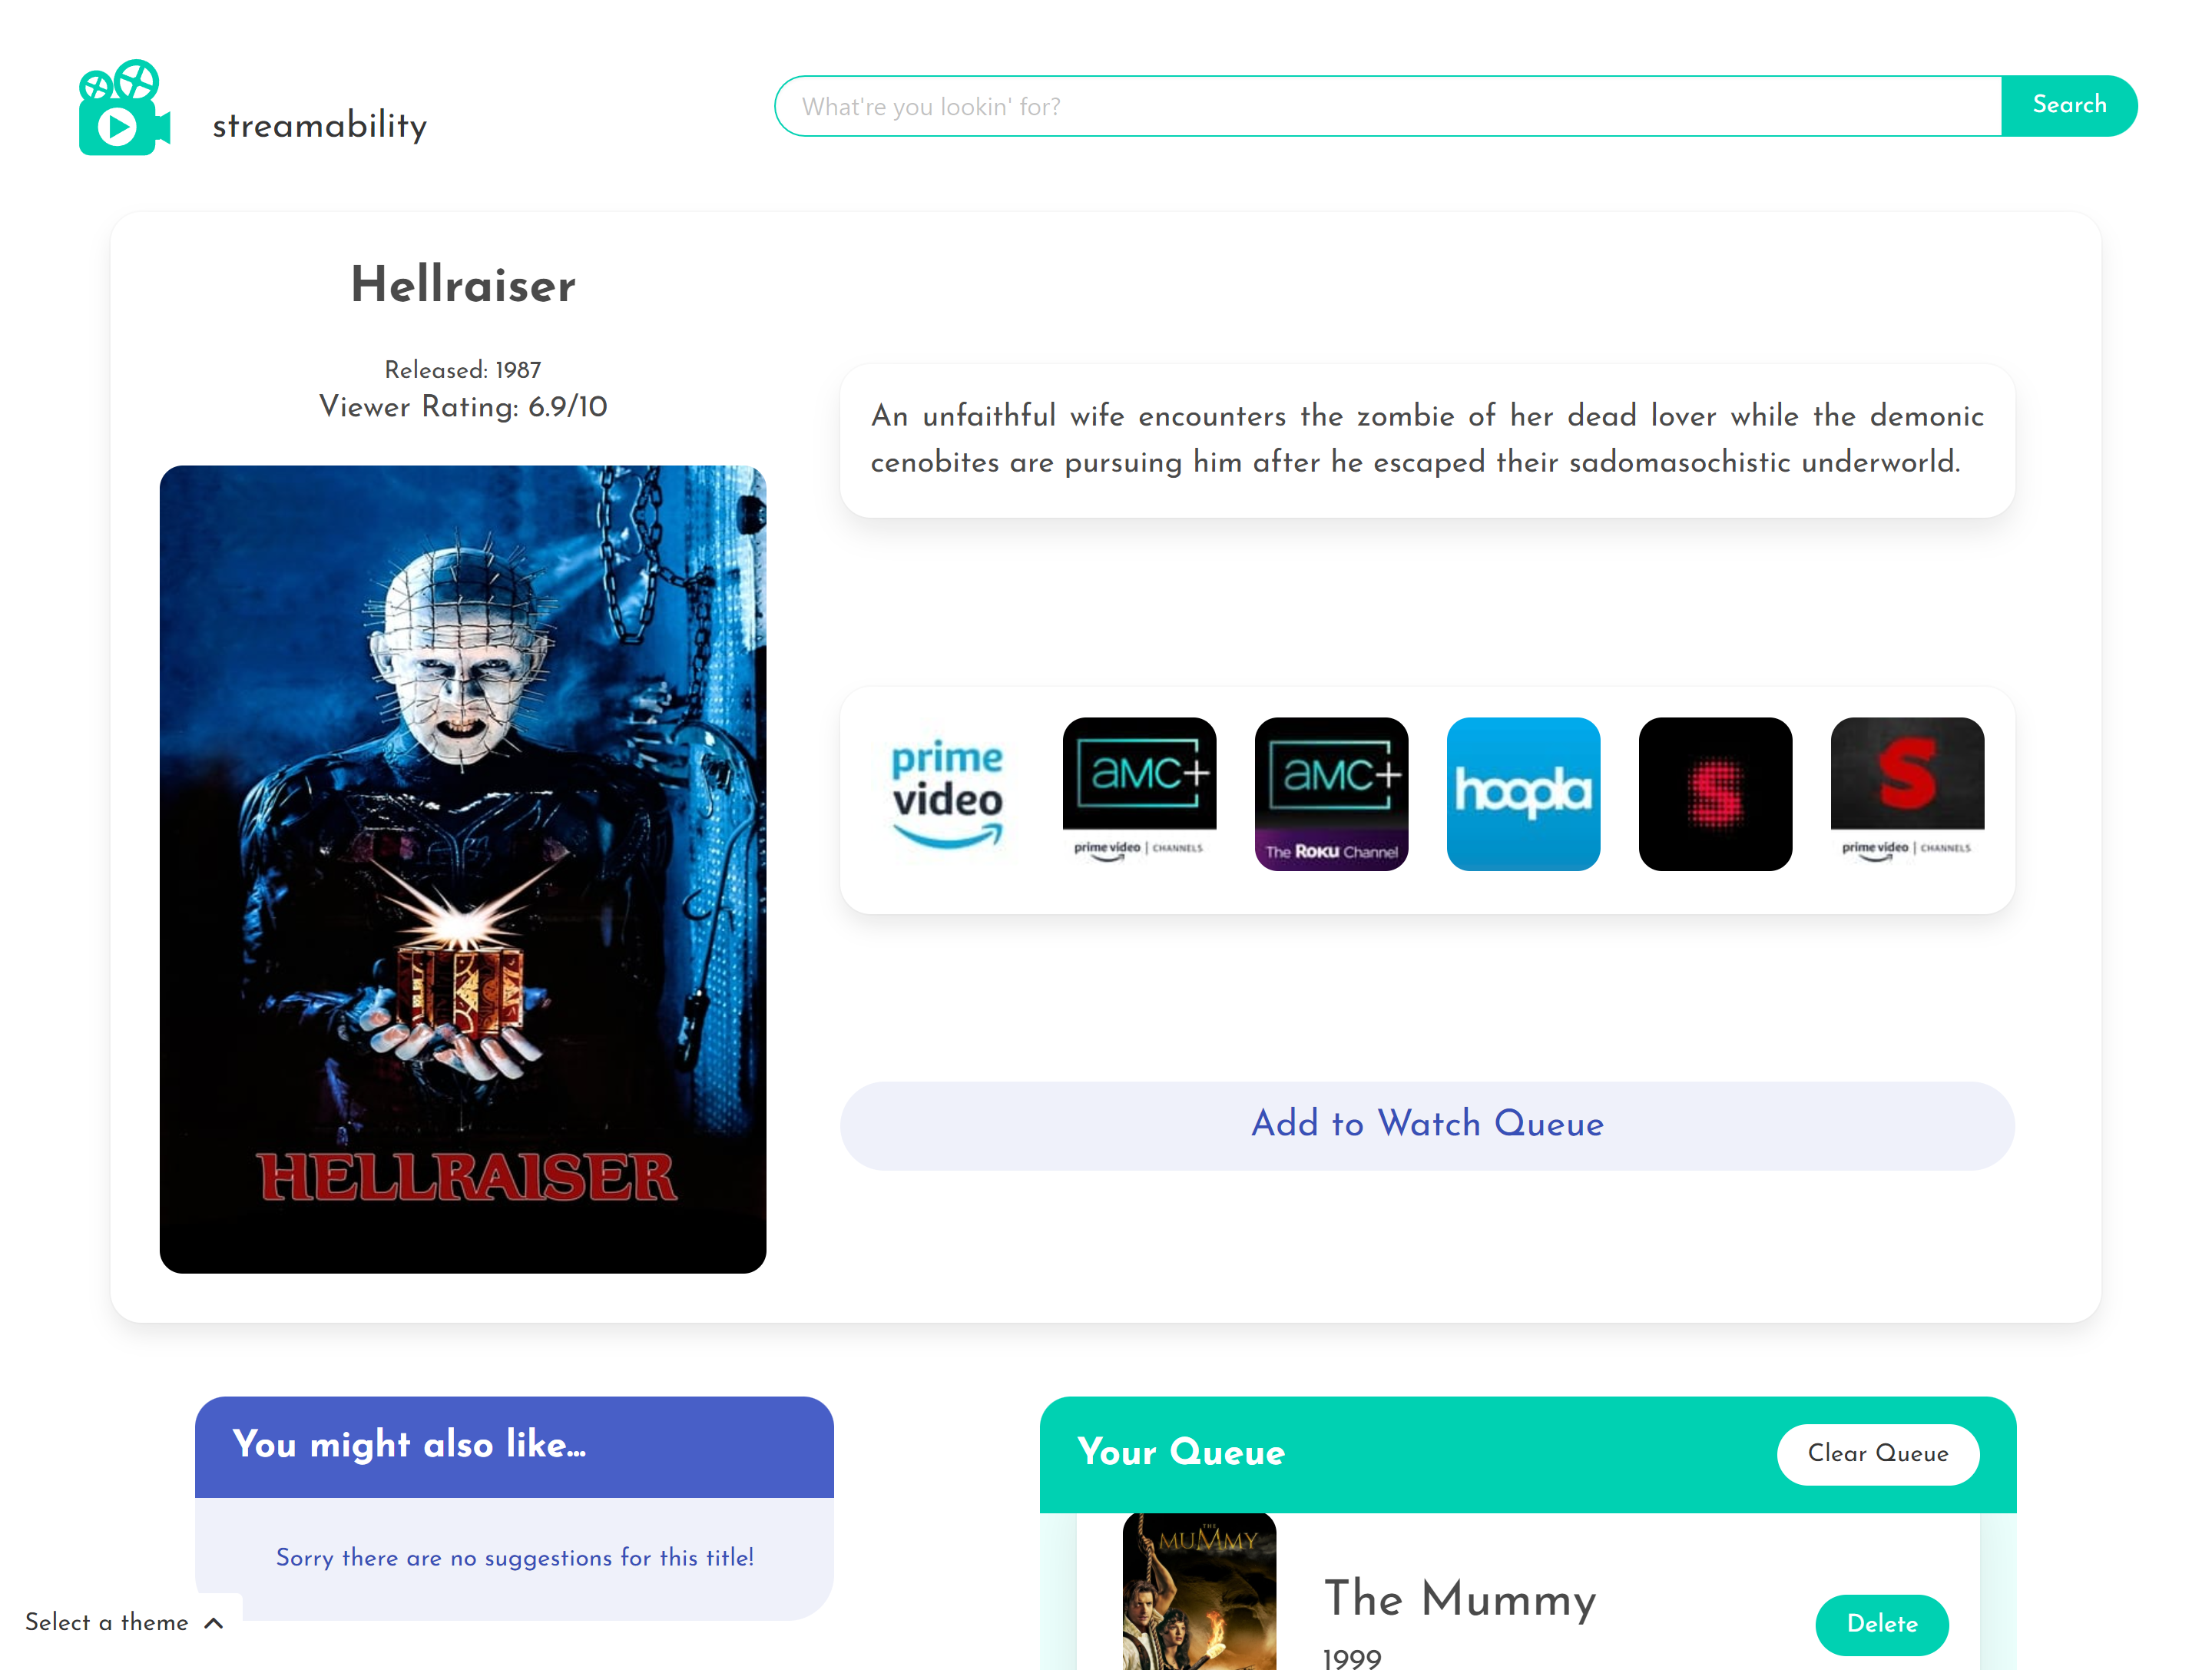 streamability
What're you lookin' for?
Search
Hellraiser
Released: 1987
Viewer Rating: 6.9/10
An unfaithful wife encounters the zombie of her dead lover while the demonic
cenobites are pursuing him after he escaped their sadomasochistic underworld.
HELLRAISER
prime
video
aMC+
prime video | CHANNELS
aMC+
The Roku Channel
hoopla
S
S
prime video | CHANNELS
Add to Watch Queue
You might also like...
Sorry there are no suggestions for this title!
Your Queue
Clear Queue
THE
MUMMY
The Mummy
1999
Delete
Select a theme